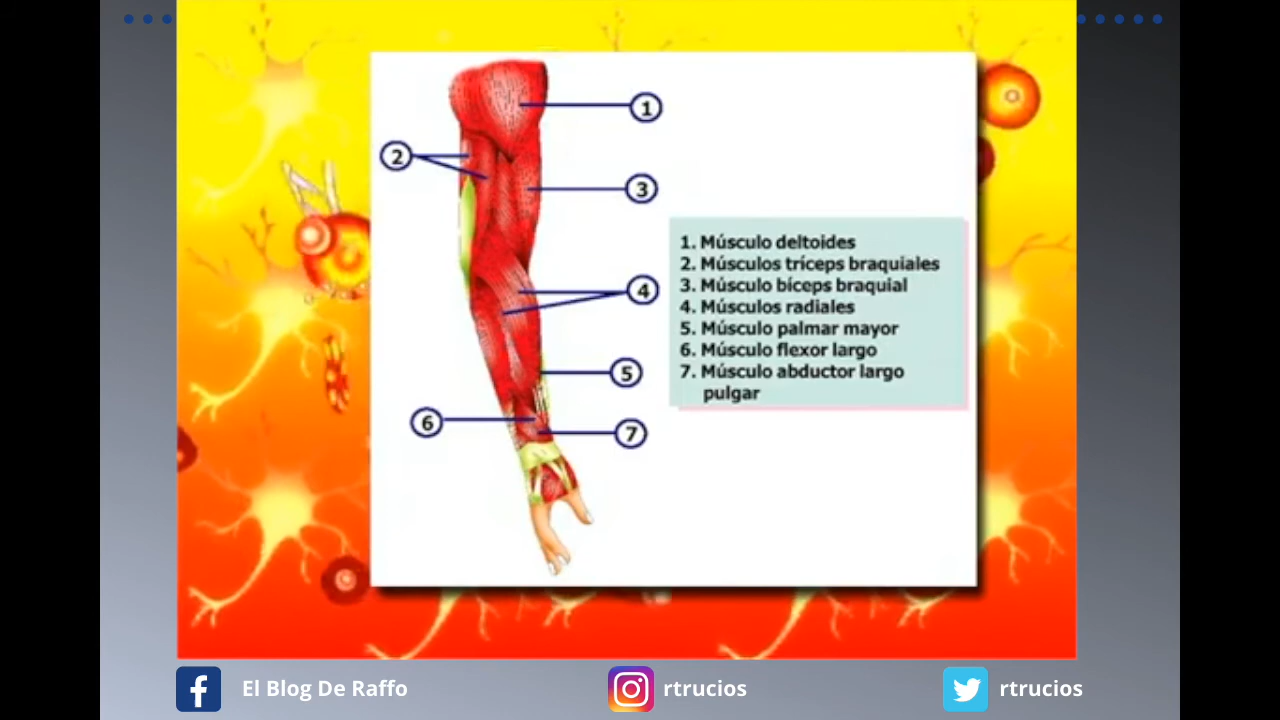 1
2
3
4
5
6
7
1. Músculo deltoides
2. Músculos tríceps braquiales
3. Músculo bíceps braquial
4. Músculos radiales
5. Músculo palmar mayor
6. Músculo flexor largo
7. Músculo abductor largo
pulgar
El Blog De Raffo
rtrucios
rtrucios